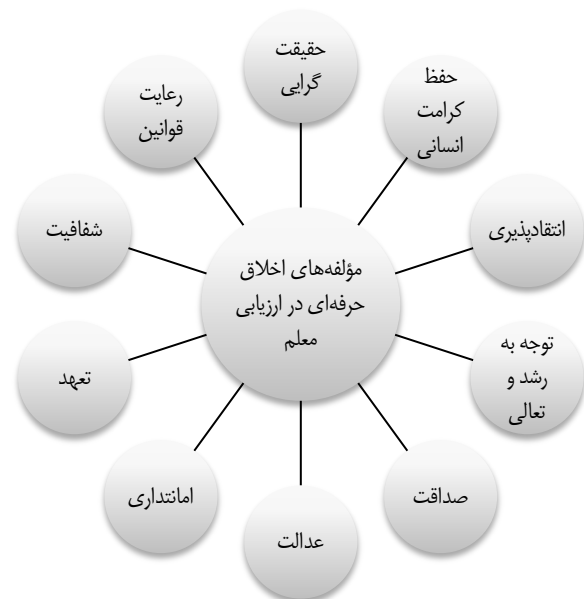 مؤلفه‌های اخلاق
حرفه‌ای در ارزیابی
معلم
حقیقت
گرایی
حفظ
کرامت
انسانی
انتقادپذیری
توجه به
رشد و
تعالی
صداقت
عدالت
امانتداری
تعهد
شفافیت
رعایت
قوانین